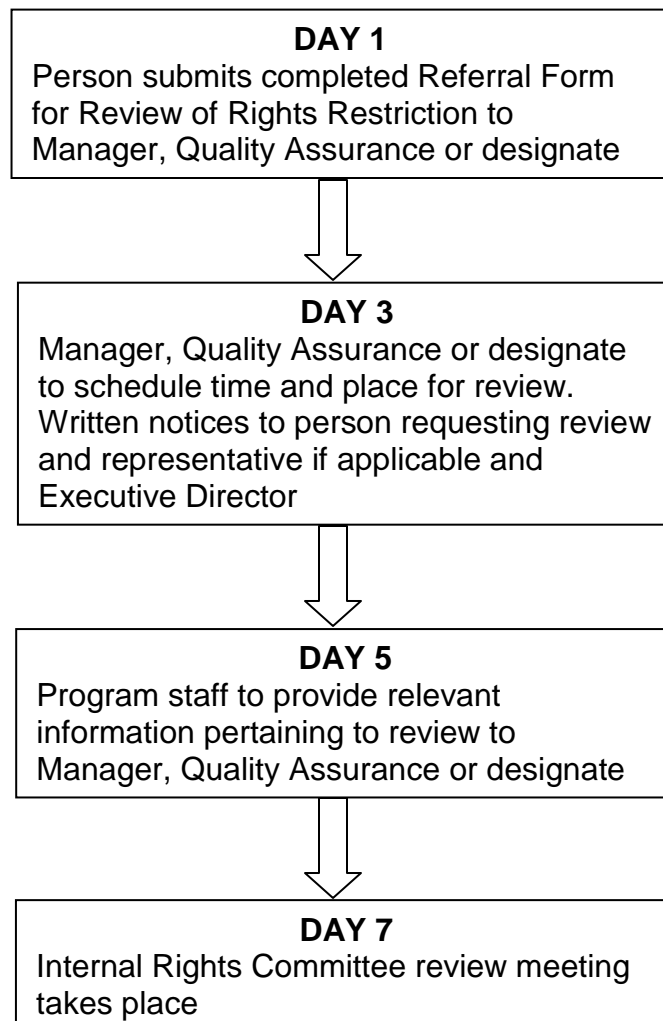 DAY 1
Person submits completed Referral Form
for Review of Rights Restriction to
Manager, Quality Assurance or designate
DAY 3
Manager, Quality Assurance or designate
to schedule time and place for review.
Written notices to person requesting review
and representative if applicable and
Executive Director
DAY 5
Program staff to provide relevant
information pertaining to review to
Manager, Quality Assurance or designate
DAY 7
Internal Rights Committee review meeting
takes place